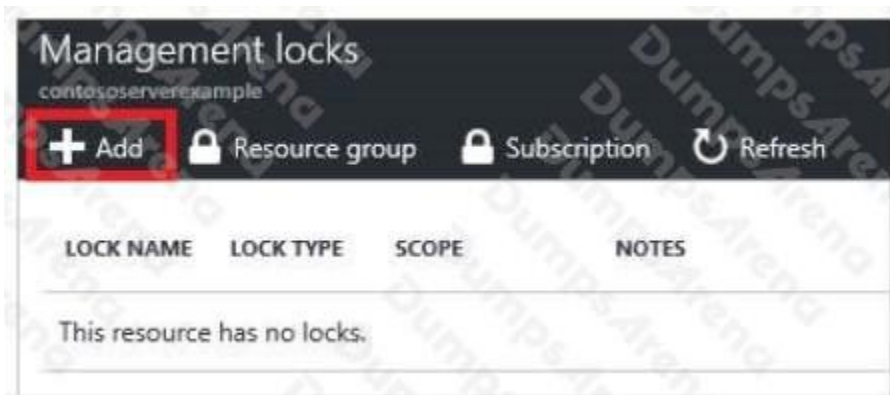 Management locks
contososerverexample
+ Add Resource group Subscription Refresh
LOCK NAME LOCK TYPE SCOPE NOTES
This resource has no locks.
DumpsArena